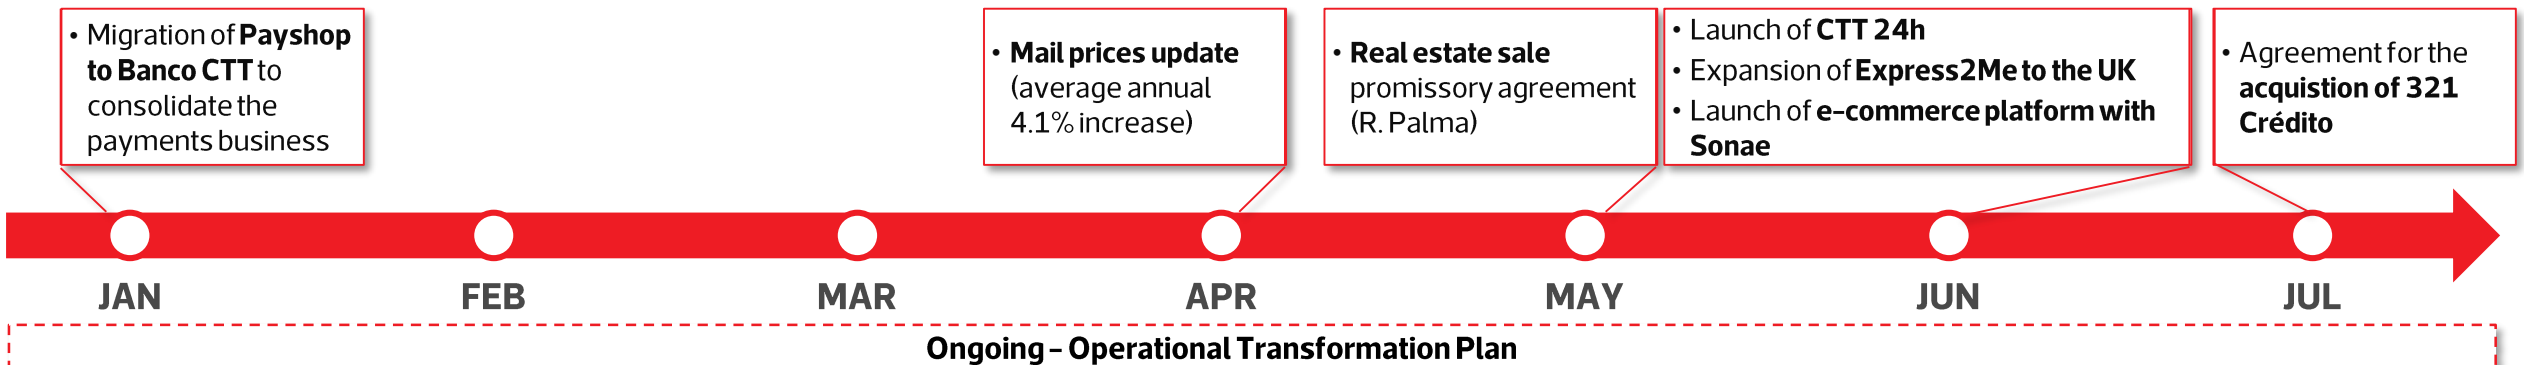 • Migration of Payshop
to Banco CTT to
consolidate the
payments business
• Mail prices update
(average annual
4.1% increase)
• Real estate sale
promissory agreement
(R. Palma)
• Launch of CTT 24h
• Expansion of Express2Me to the UK
• Launch of e-commerce platform with
Sonae
• Agreement for the
acquistion of 321
Crédito
JAN FEB MAR APR MAY JUN JUL
Ongoing – Operational Transformation Plan